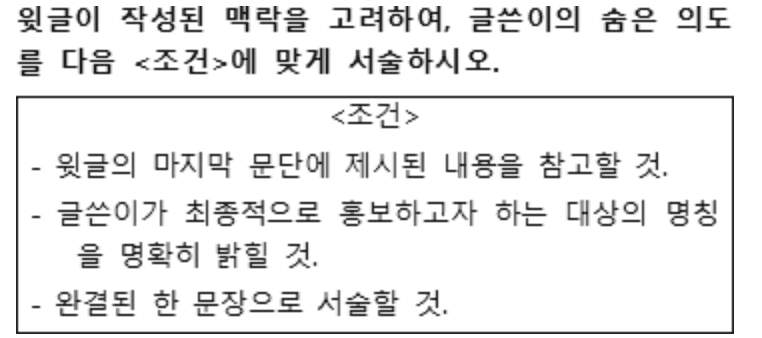 윗글이 작성된 맥락을 고려하여, 글쓴이의 숨은 의도
를 다음 <조건>에 맞게 서술하시오.
<조건>
- 윗글의 마지막 문단에 제시된 내용을 참고할 것.
- 글쓴이가 최종적으로 홍보하고자 하는 대상의 명칭
을 명확히 밝힐 것.
- 완결된 한 문장으로 서술할 것.